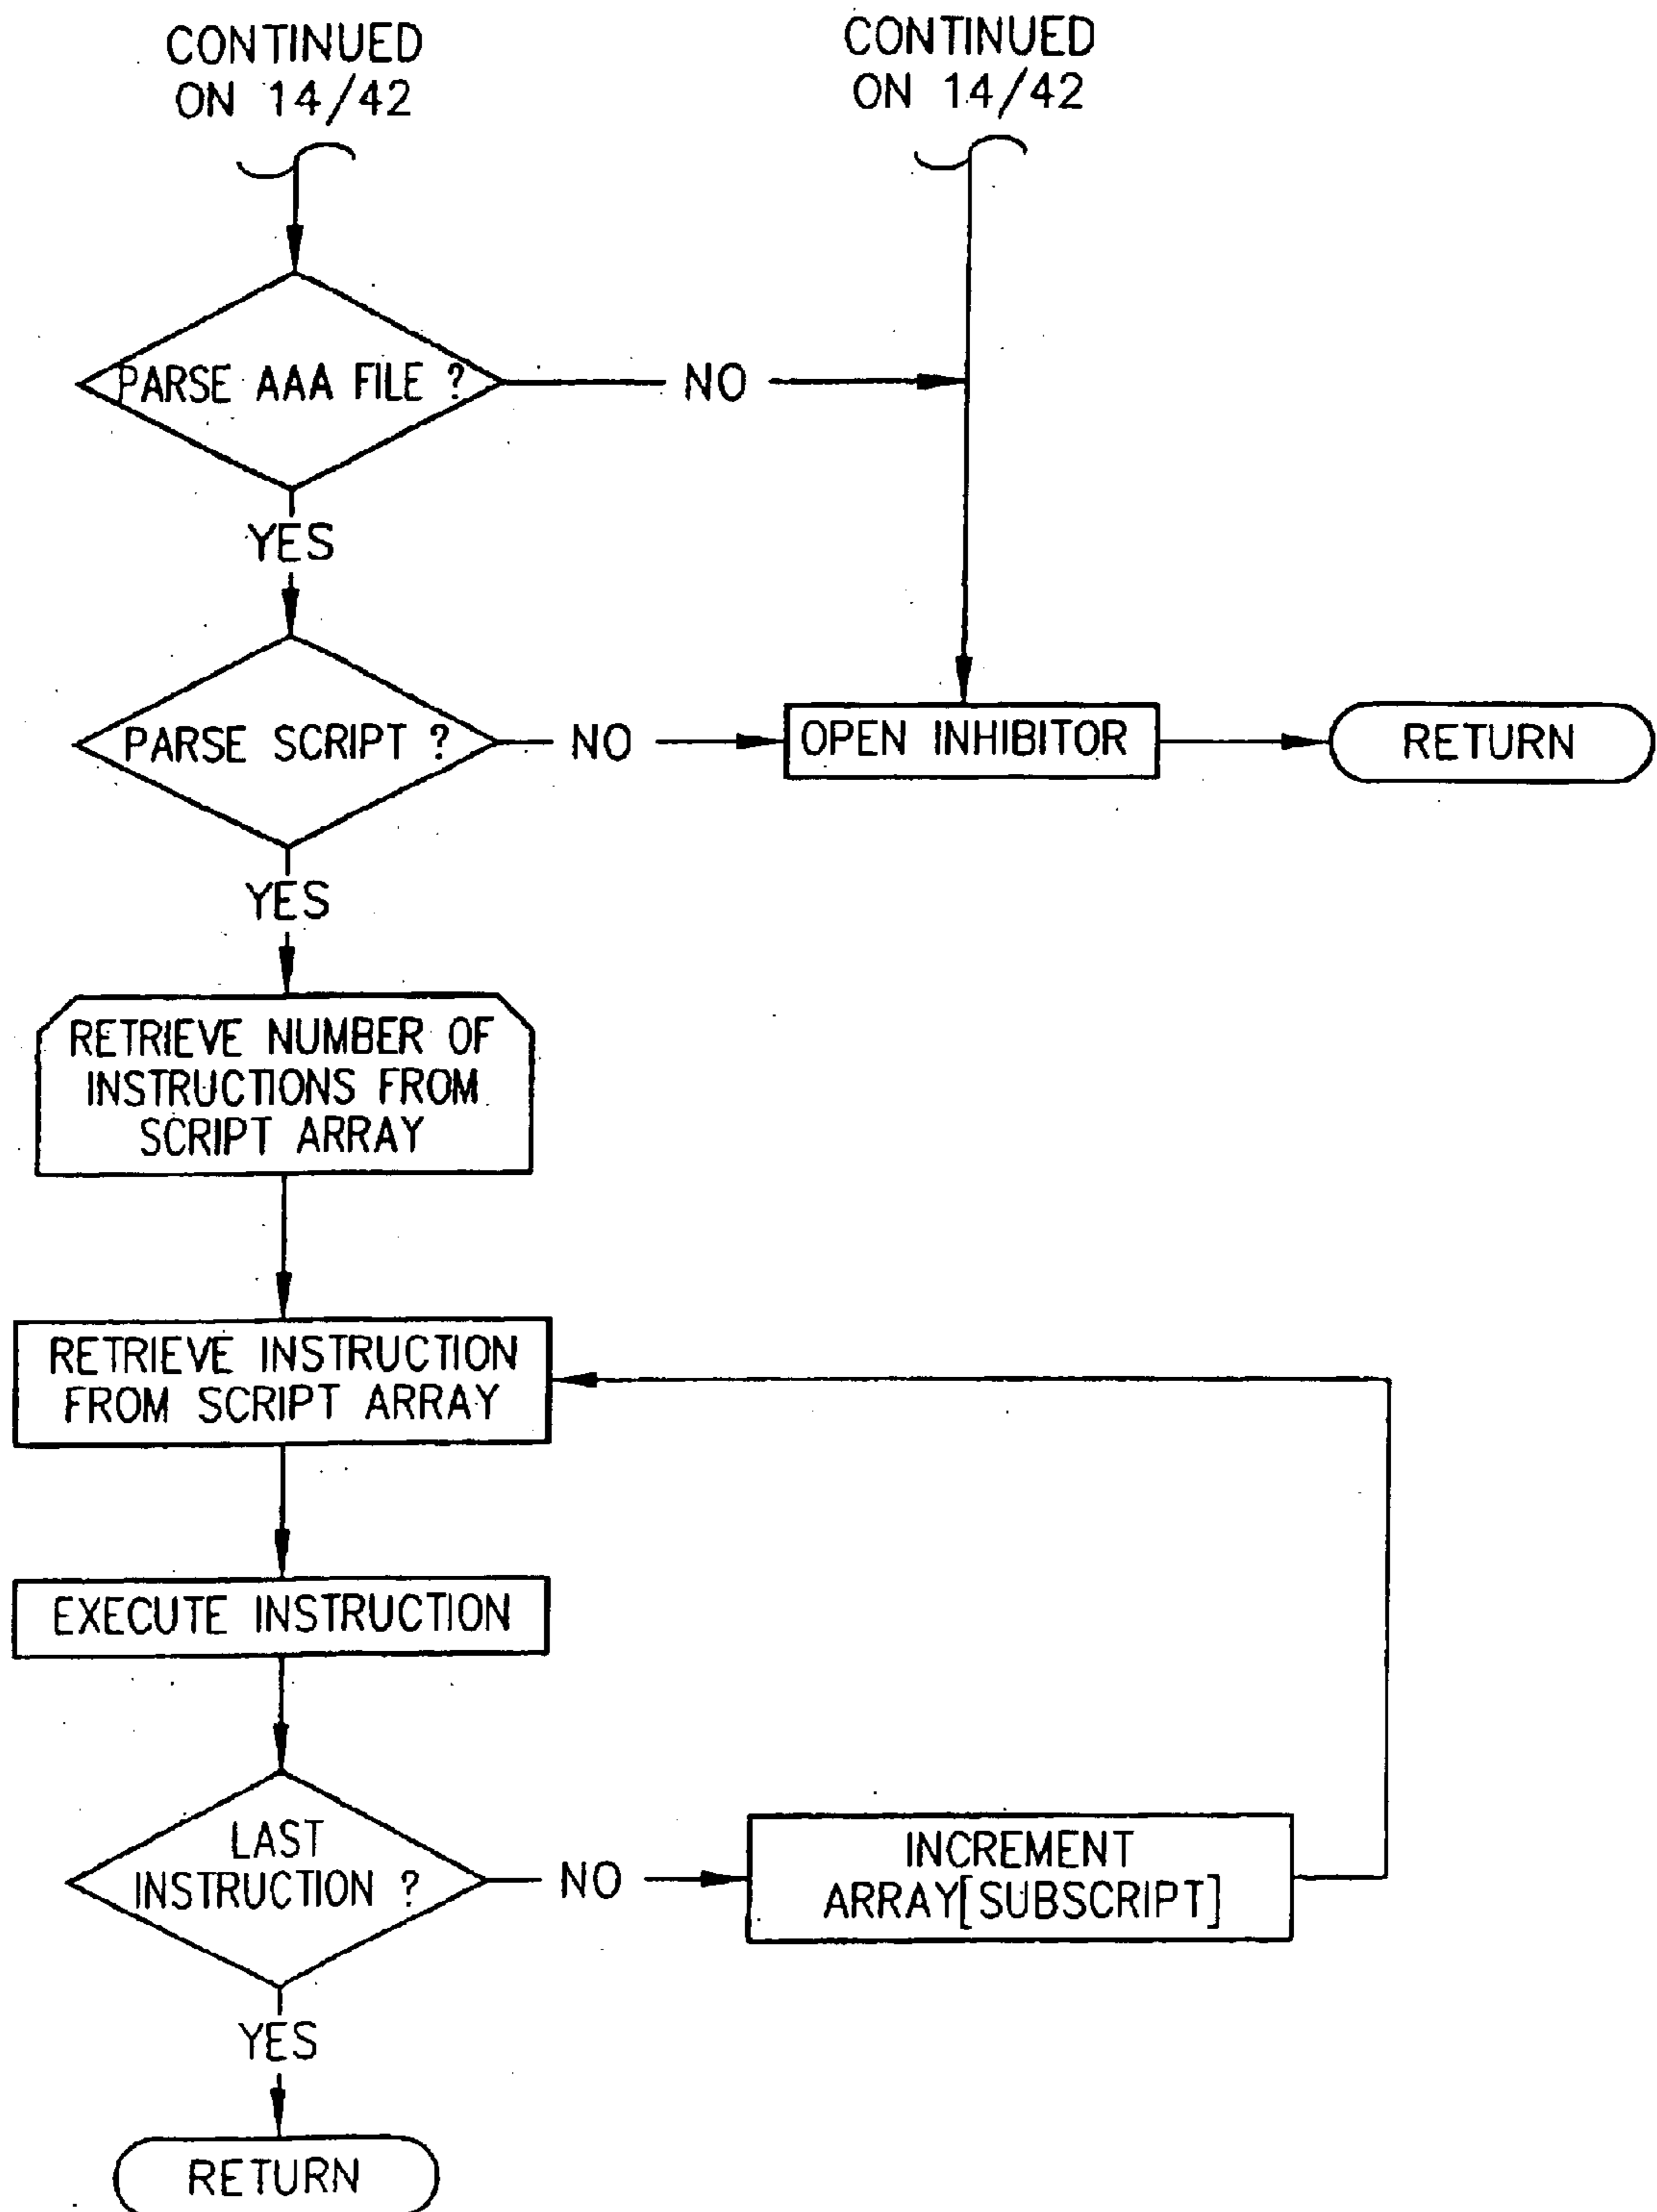 CONTINUED
ON 14/42
CONTINUED
ON 14/42
PARSE AAA FILE ?
NO
YES
PARSE SCRIPT ?
NO
OPEN INHIBITOR
RETURN
YES
RETRIEVE NUMBER OF
INSTRUCTIONS FROM
SCRIPT ARRAY
RETRIEVE INSTRUCTION
FROM SCRIPT ARRAY
EXECUTE INSTRUCTION
LAST
INSTRUCTION ?
NO
INCREMENT
ARRAY[SUBSCRIPT]
YES
RETURN